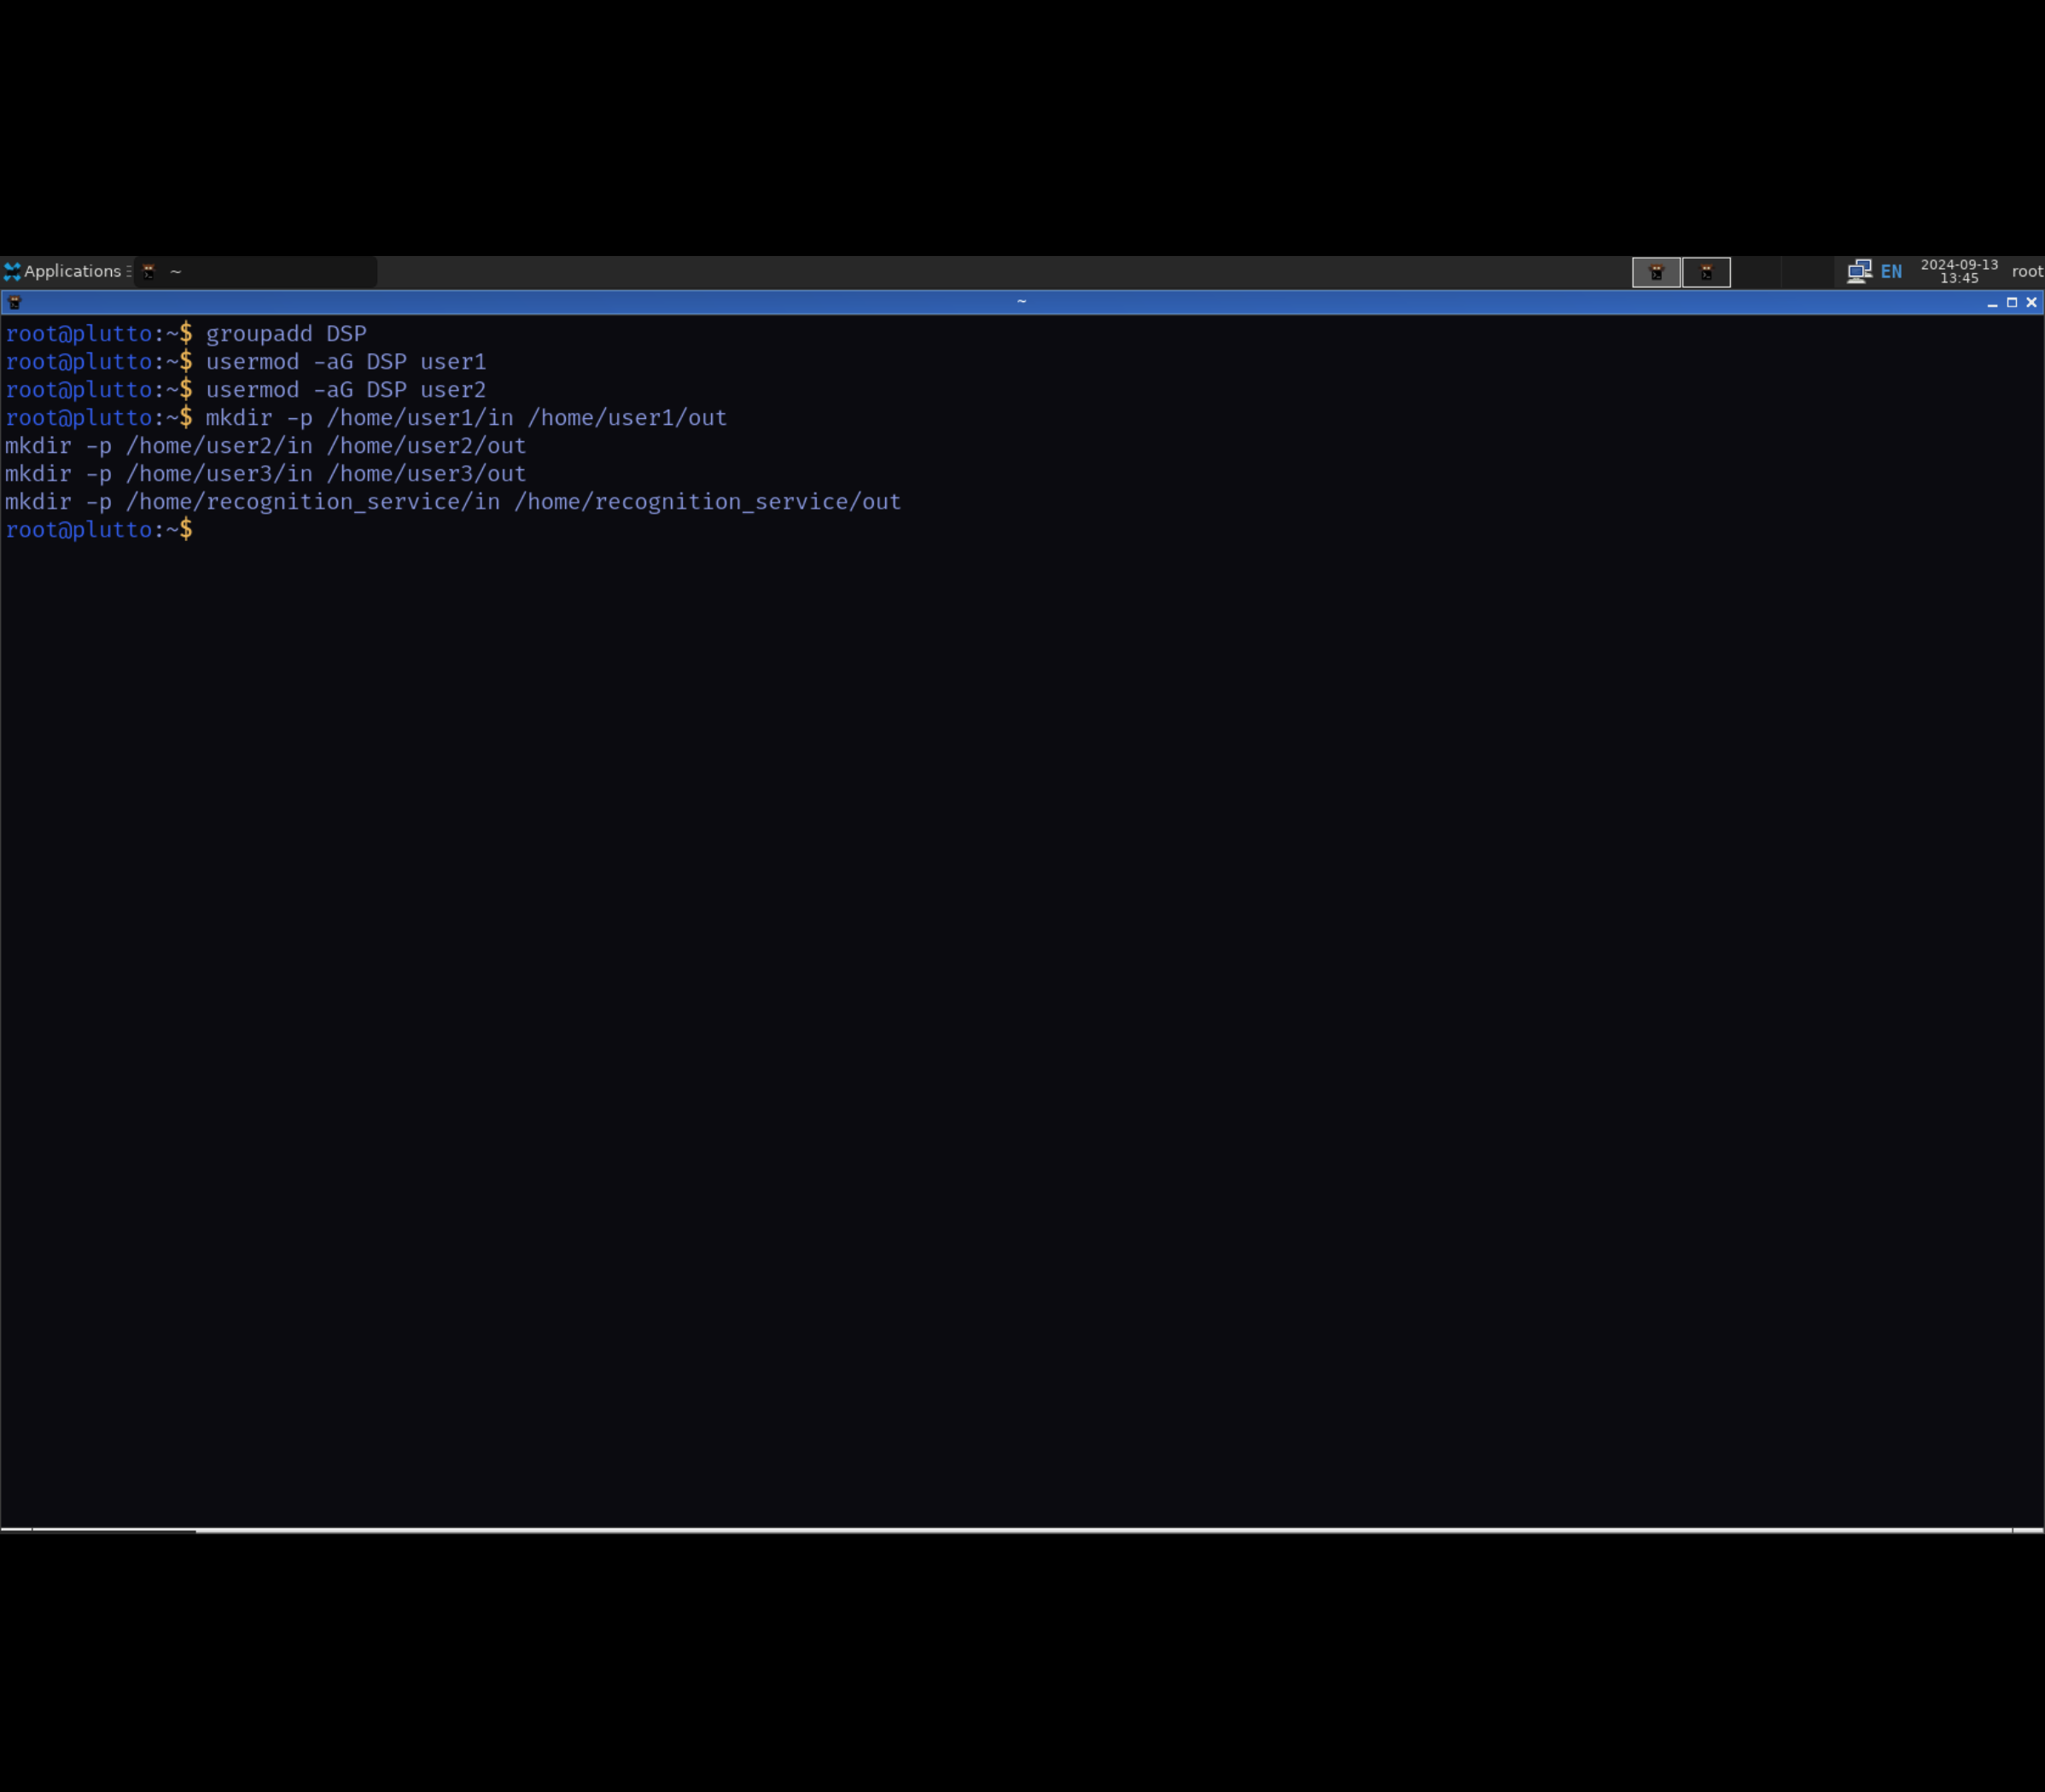 Applications ~ EN 2024-09-13 root
13:45
~
root@plutto:~$ groupadd DSP
root@plutto:~$ usermod -aG DSP user1
root@plutto:~$ usermod -aG DSP user2
root@plutto:~$ mkdir -p /home/user1/in /home/user1/out
mkdir -p /home/user2/in /home/user2/out
mkdir -p /home/user3/in /home/user3/out
mkdir -p /home/recognition_service/in /home/recognition_service/out
root@plutto:~$